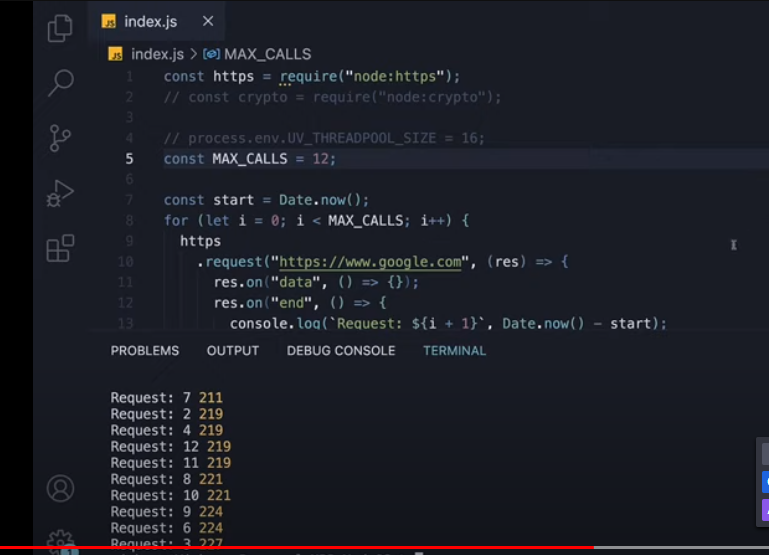 JS index.js ×
JS index.js > MAX_CALLS
1 const https = require("node:https");
2 // const crypto = require("node:crypto");
3
4 // process.env.UV_THREADPOOL_SIZE = 16;
5 const MAX_CALLS = 12;
6
7 const start = Date.now();
8 for (let i = 0; i < MAX_CALLS; i++) {
9 https
10 .request("https://www.google.com", (res) => {
11 res.on("data", () => {});
12 res.on("end", () => {
13 console.log(`Request: ${i + 1}`, Date.now() - start);
PROBLEMS OUTPUT DEBUG CONSOLE TERMINAL
Request: 7 211
Request: 2 219
Request: 4 219
Request: 12 219
Request: 11 219
Request: 8 221
Request: 10 221
Request: 9 224
Request: 6 224
Request: 3 227